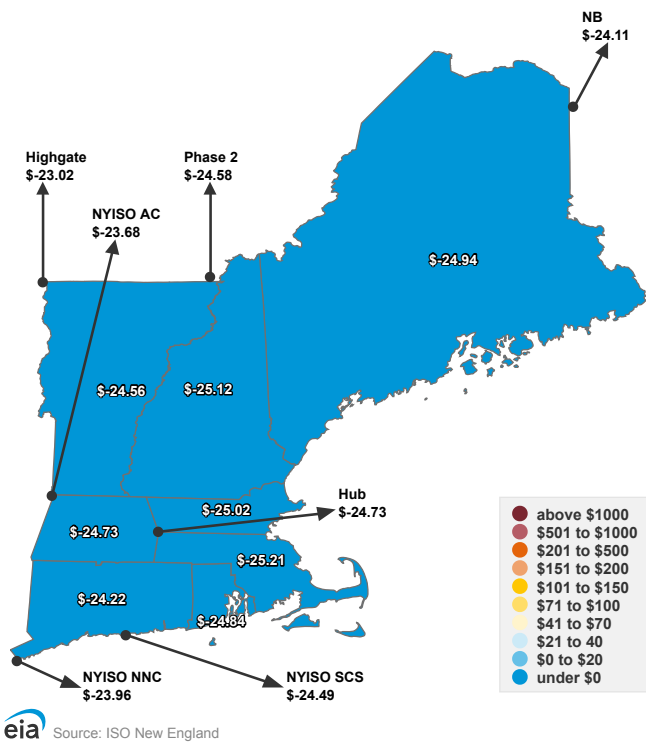 NB
$-24.11
Highgate
$-23.02
Phase 2
$-24.58
NYISO AC
$-23.68
$-24.94
$-24.56
$-25.12
Hub
$-24.73
$-25.02
$-24.73
$-25.21
$-24.22
$-24.84
NYISO NNC
$-23.96
NYISO SCS
$-24.49
above $1000
$501 to $1000
$201 to $500
$151 to $200
$101 to $150
$71 to $100
$41 to $70
$21 to 40
$0 to $20
under $0
eia
Source: ISO New England